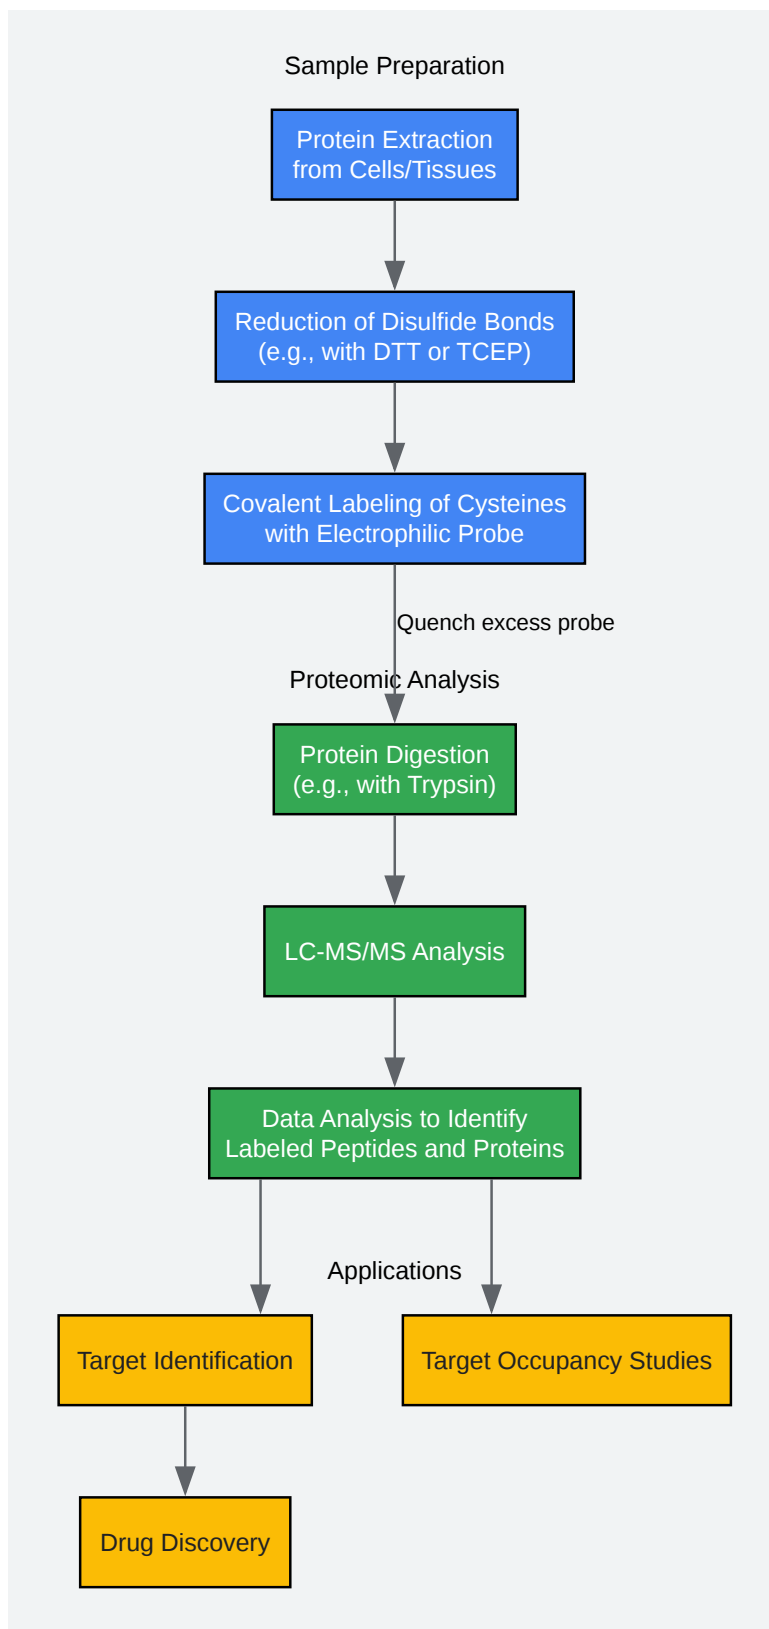 Sample Preparation
Protein Extraction
from Cells/Tissues
Reduction of Disulfide Bonds
(e.g., with DTT or TCEP)
Covalent Labeling of Cysteines
with Electrophilic Probe
Quench excess probe
Proteomic Analysis
Protein Digestion
(e.g., with Trypsin)
LC-MS/MS Analysis
Data Analysis to Identify
Labeled Peptides and Proteins
Applications
Target Identification
Target Occupancy Studies
Drug Discovery